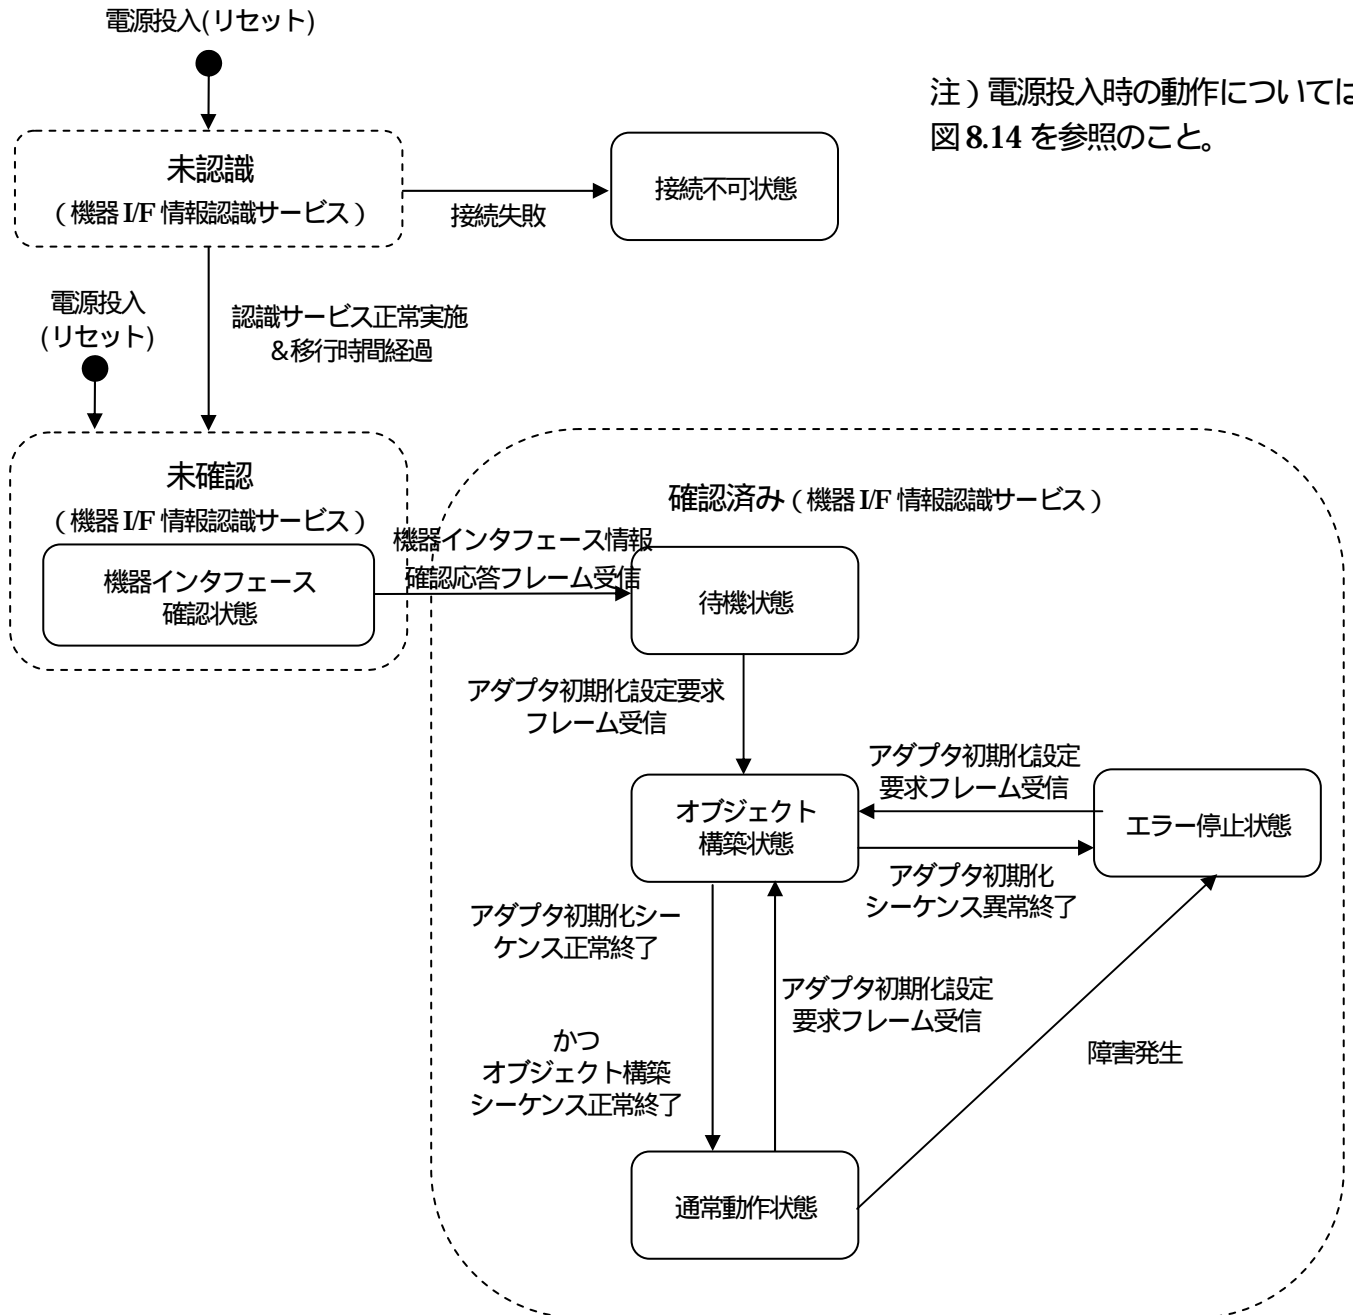 電源投入(リセット)
注）電源投入時の動作については
図 8.14 を参照のこと。
未認識
（機器 I/F 情報認識サービス）
接続失敗
接続不可状態
電源投入
(リセット)
認識サービス正常実施
＆移行時間経過
未確認
（機器 I/F 情報認識サービス）
機器インタフェース
確認状態
機器インタフェース情報
確認応答フレーム受信
確認済み（機器 I/F 情報認識サービス）
待機状態
アダプタ初期化設定要求
フレーム受信
オブジェクト
構築状態
アダプタ初期化設定
要求フレーム受信
エラー停止状態
アダプタ初期化
シーケンス異常終了
アダプタ初期化シー
ケンス正常終了
かつ
オブジェクト構築
シーケンス正常終了
アダプタ初期化設定
要求フレーム受信
障害発生
通常動作状態